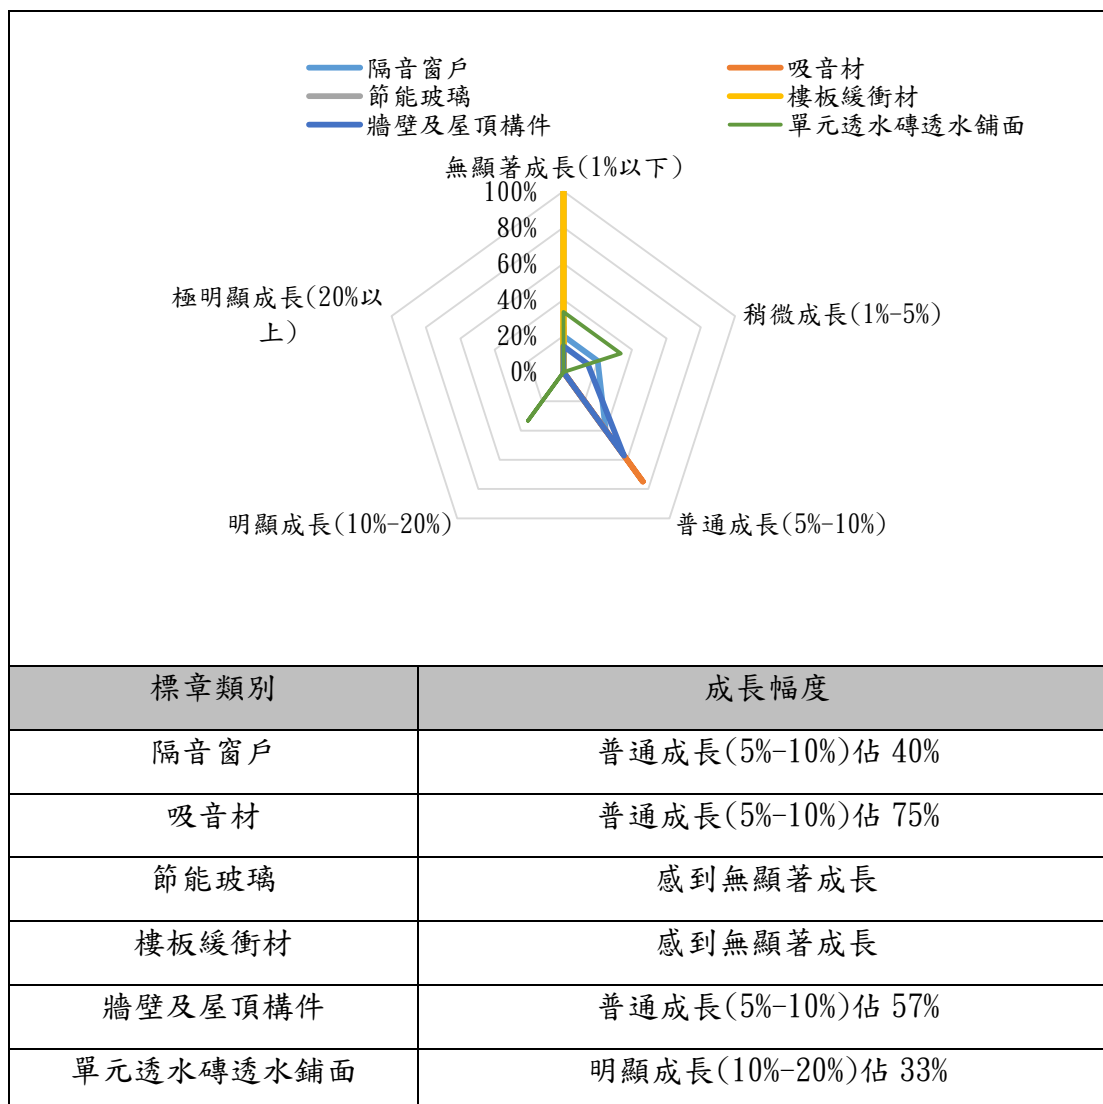 隔音窗戶 吸音材
節能玻璃 樓板緩衝材
牆壁及屋頂構件 單元透水磚透水舖面
無顯著成長(1%以下)
100%
80%
60%
40%
20%
0%
稍微成長(1%-5%)
普通成長(5%-10%)
明顯成長(10%-20%)
極明顯成長(20%以
上)
標章類別 成長幅度
隔音窗戶 普通成長(5%-10%)佔 40%
吸音材 普通成長(5%-10%)佔 75%
節能玻璃 感到無顯著成長
樓板緩衝材 感到無顯著成長
牆壁及屋頂構件 普通成長(5%-10%)佔 57%
單元透水磚透水鋪面 明顯成長(10%-20%)佔 33%